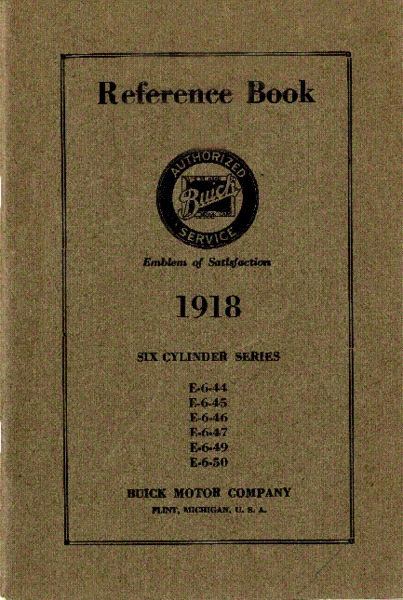 Reference Book
AUTHORIZED
Buick
SERVICE
Emblem of Satisfaction
1918
SIX CYLINDER SERIES
E-6-44
E-6-45
E-6-46
E-6-47
E-6-49
E-6-50
BUICK MOTOR COMPANY
FLINT, MICHIGAN, U. S. A.